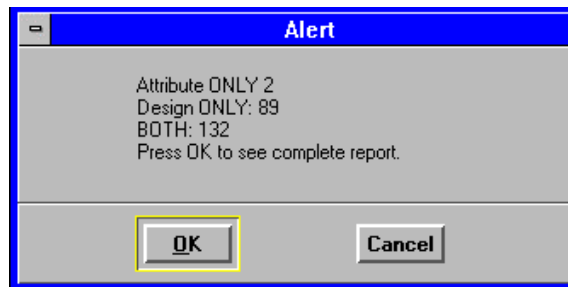 Alert
Attribute ONLY 2
Design ONLY: 89
BOTH: 132
Press OK to see complete report.
OK Cancel